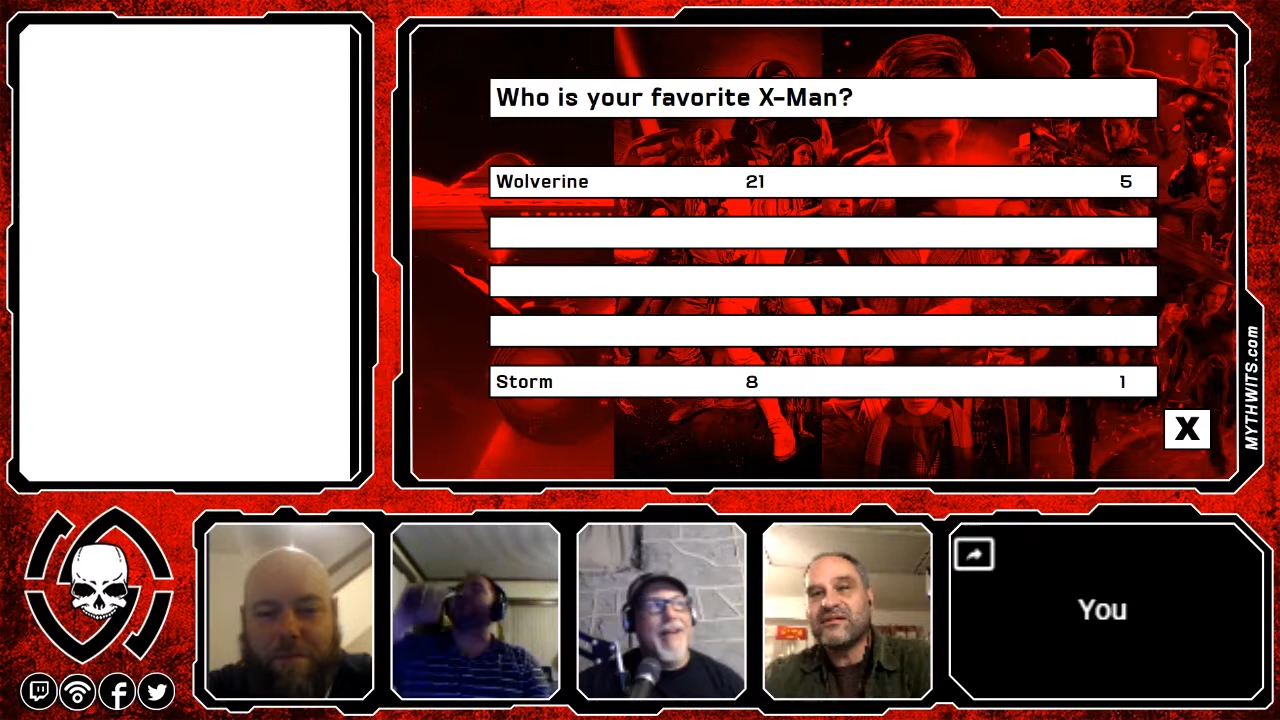 Who is your favorite X-Man?
Wolverine 21 5
Storm 8 1
X
MYTHWITS.com
You